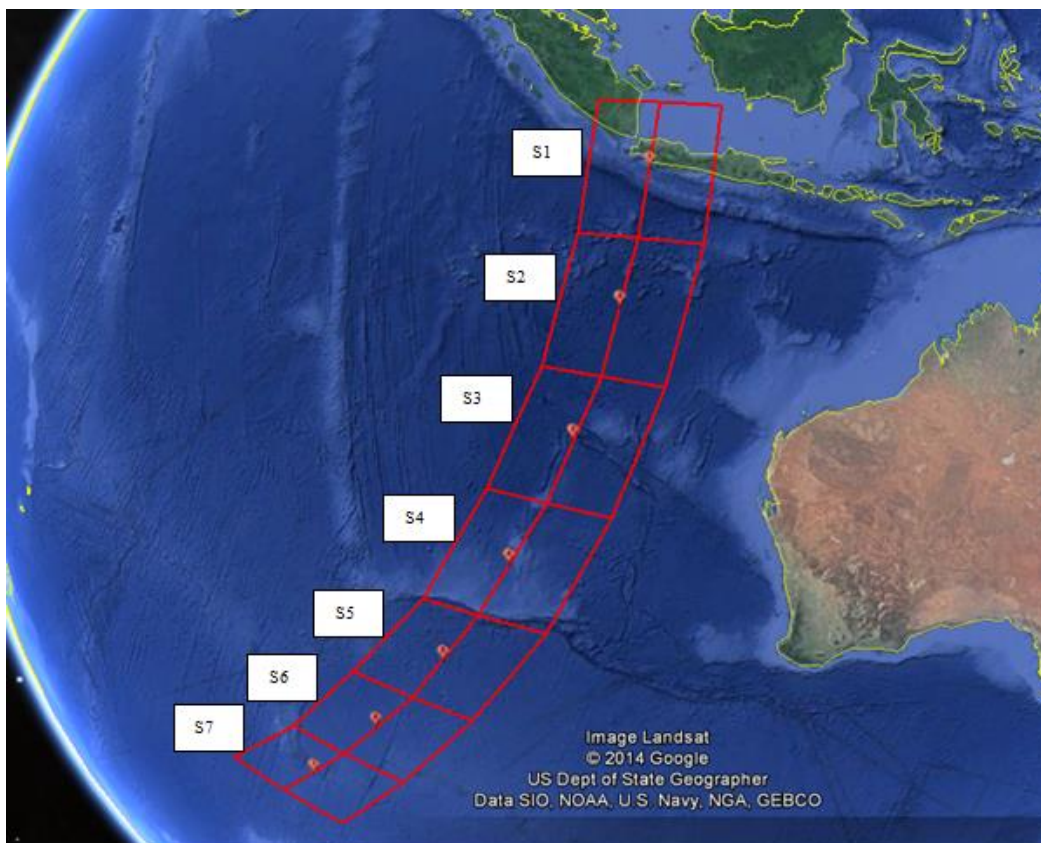 S1
S2
S3
S4
S5
S6
S7
Image Landsat
© 2014 Google
US Dept of State Geographer
Data SIO, NOAA, U.S. Navy, NGA, GEBCO